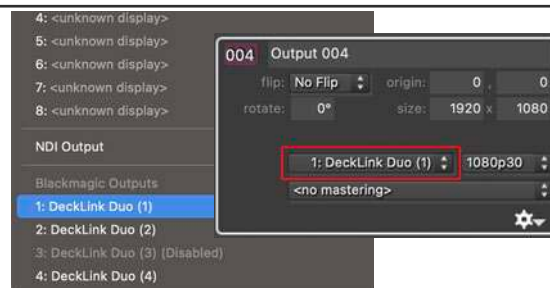 4: <unknown display>
5: <unknown display>
6: <unknown display>
7: <unknown display>
8: <unknown display>
NDI Output
Blackmagic Outputs
1: DeckLink Duo (1)
2: DeckLink Duo (2)
3: DeckLink Duo (3) (Disabled)
4: DeckLink Duo (4)
004 Output 004
flip: No Flip origin: 0 , 0
rotate: 0° size: 1920 x 1080
1: DeckLink Duo (1) 1080p30
<no mastering>